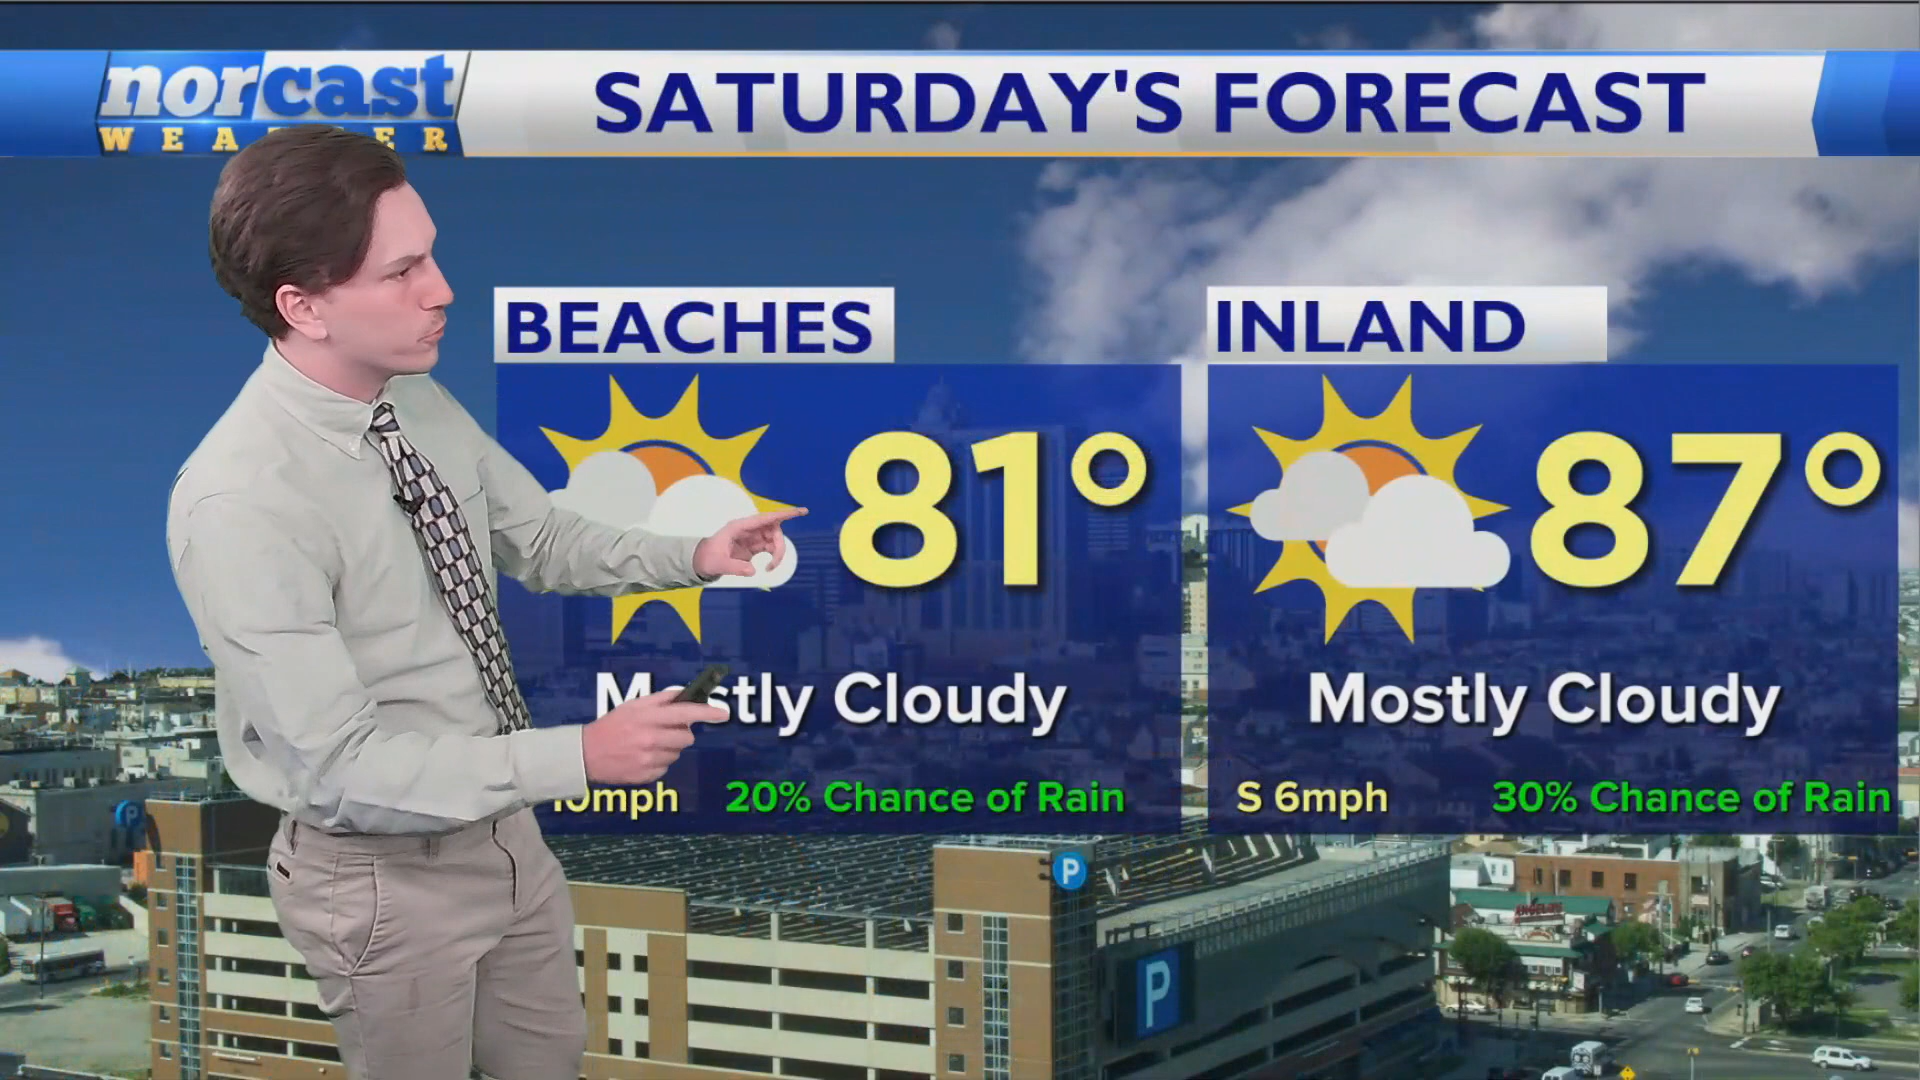 norcast
WEATHER
SATURDAY'S FORECAST
BEACHES
81°
Mostly Cloudy
10mph 20% Chance of Rain
INLAND
87°
Mostly Cloudy
S 6mph 30% Chance of Rain
P
P
P